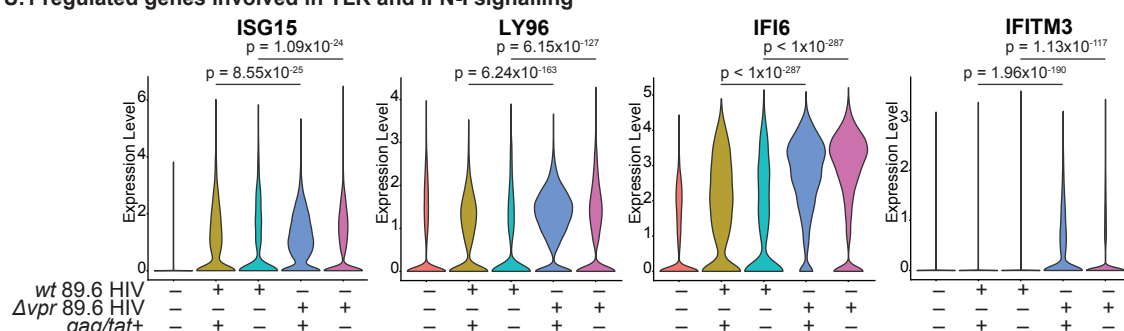 regulated genes involved in TLR and IFN-I signalling
ISG15 LY96 IFI6 IFITM3
p = 1.09x10-24 p = 6.15x10-127 p < 1x10-287 p = 1.13x10-117
p = 8.55x10-25 p = 6.24x10-163 p < 1x10-287 p = 1.96x10-190
Expression Level Expression Level Expression Level Expression Level
6 4 2 0
4 3 2 1 0
5 4 3 2 1 0
3 2 1 0
wt 89.6 HIV – + + – – – + + – – – + + – – – + + – –
Δvpr 89.6 HIV – – – + + – – – + + – – – + + – – – + +
gag/tat+ – + – + – – + – + – – + – + – – + – + –